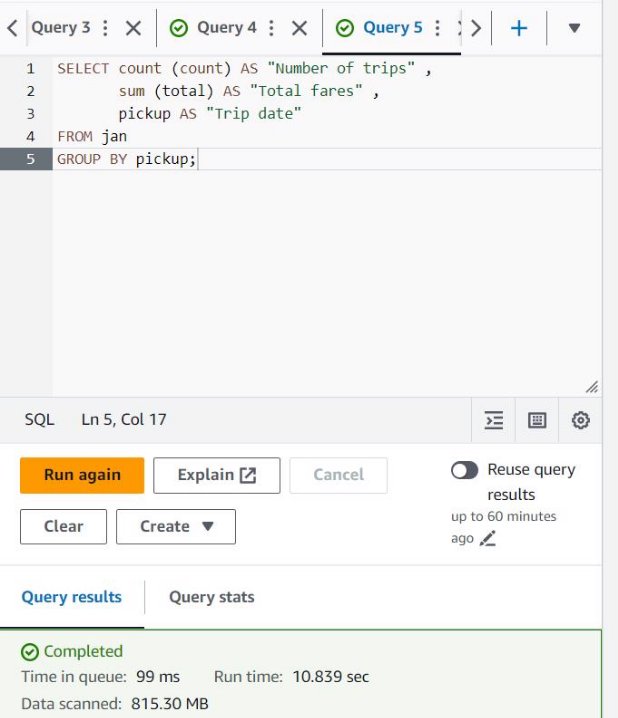 Query 3 Query 4 Query 5
1 SELECT count (count) AS "Number of trips" ,
2 sum (total) AS "Total fares" ,
3 pickup AS "Trip date"
4 FROM jan
5 GROUP BY pickup;
SQL Ln 5, Col 17
Run again Explain Cancel
Reuse query
results
up to 60 minutes
ago
Clear Create
Query results Query stats
Completed
Time in queue: 99 ms Run time: 10.839 sec
Data scanned: 815.30 MB